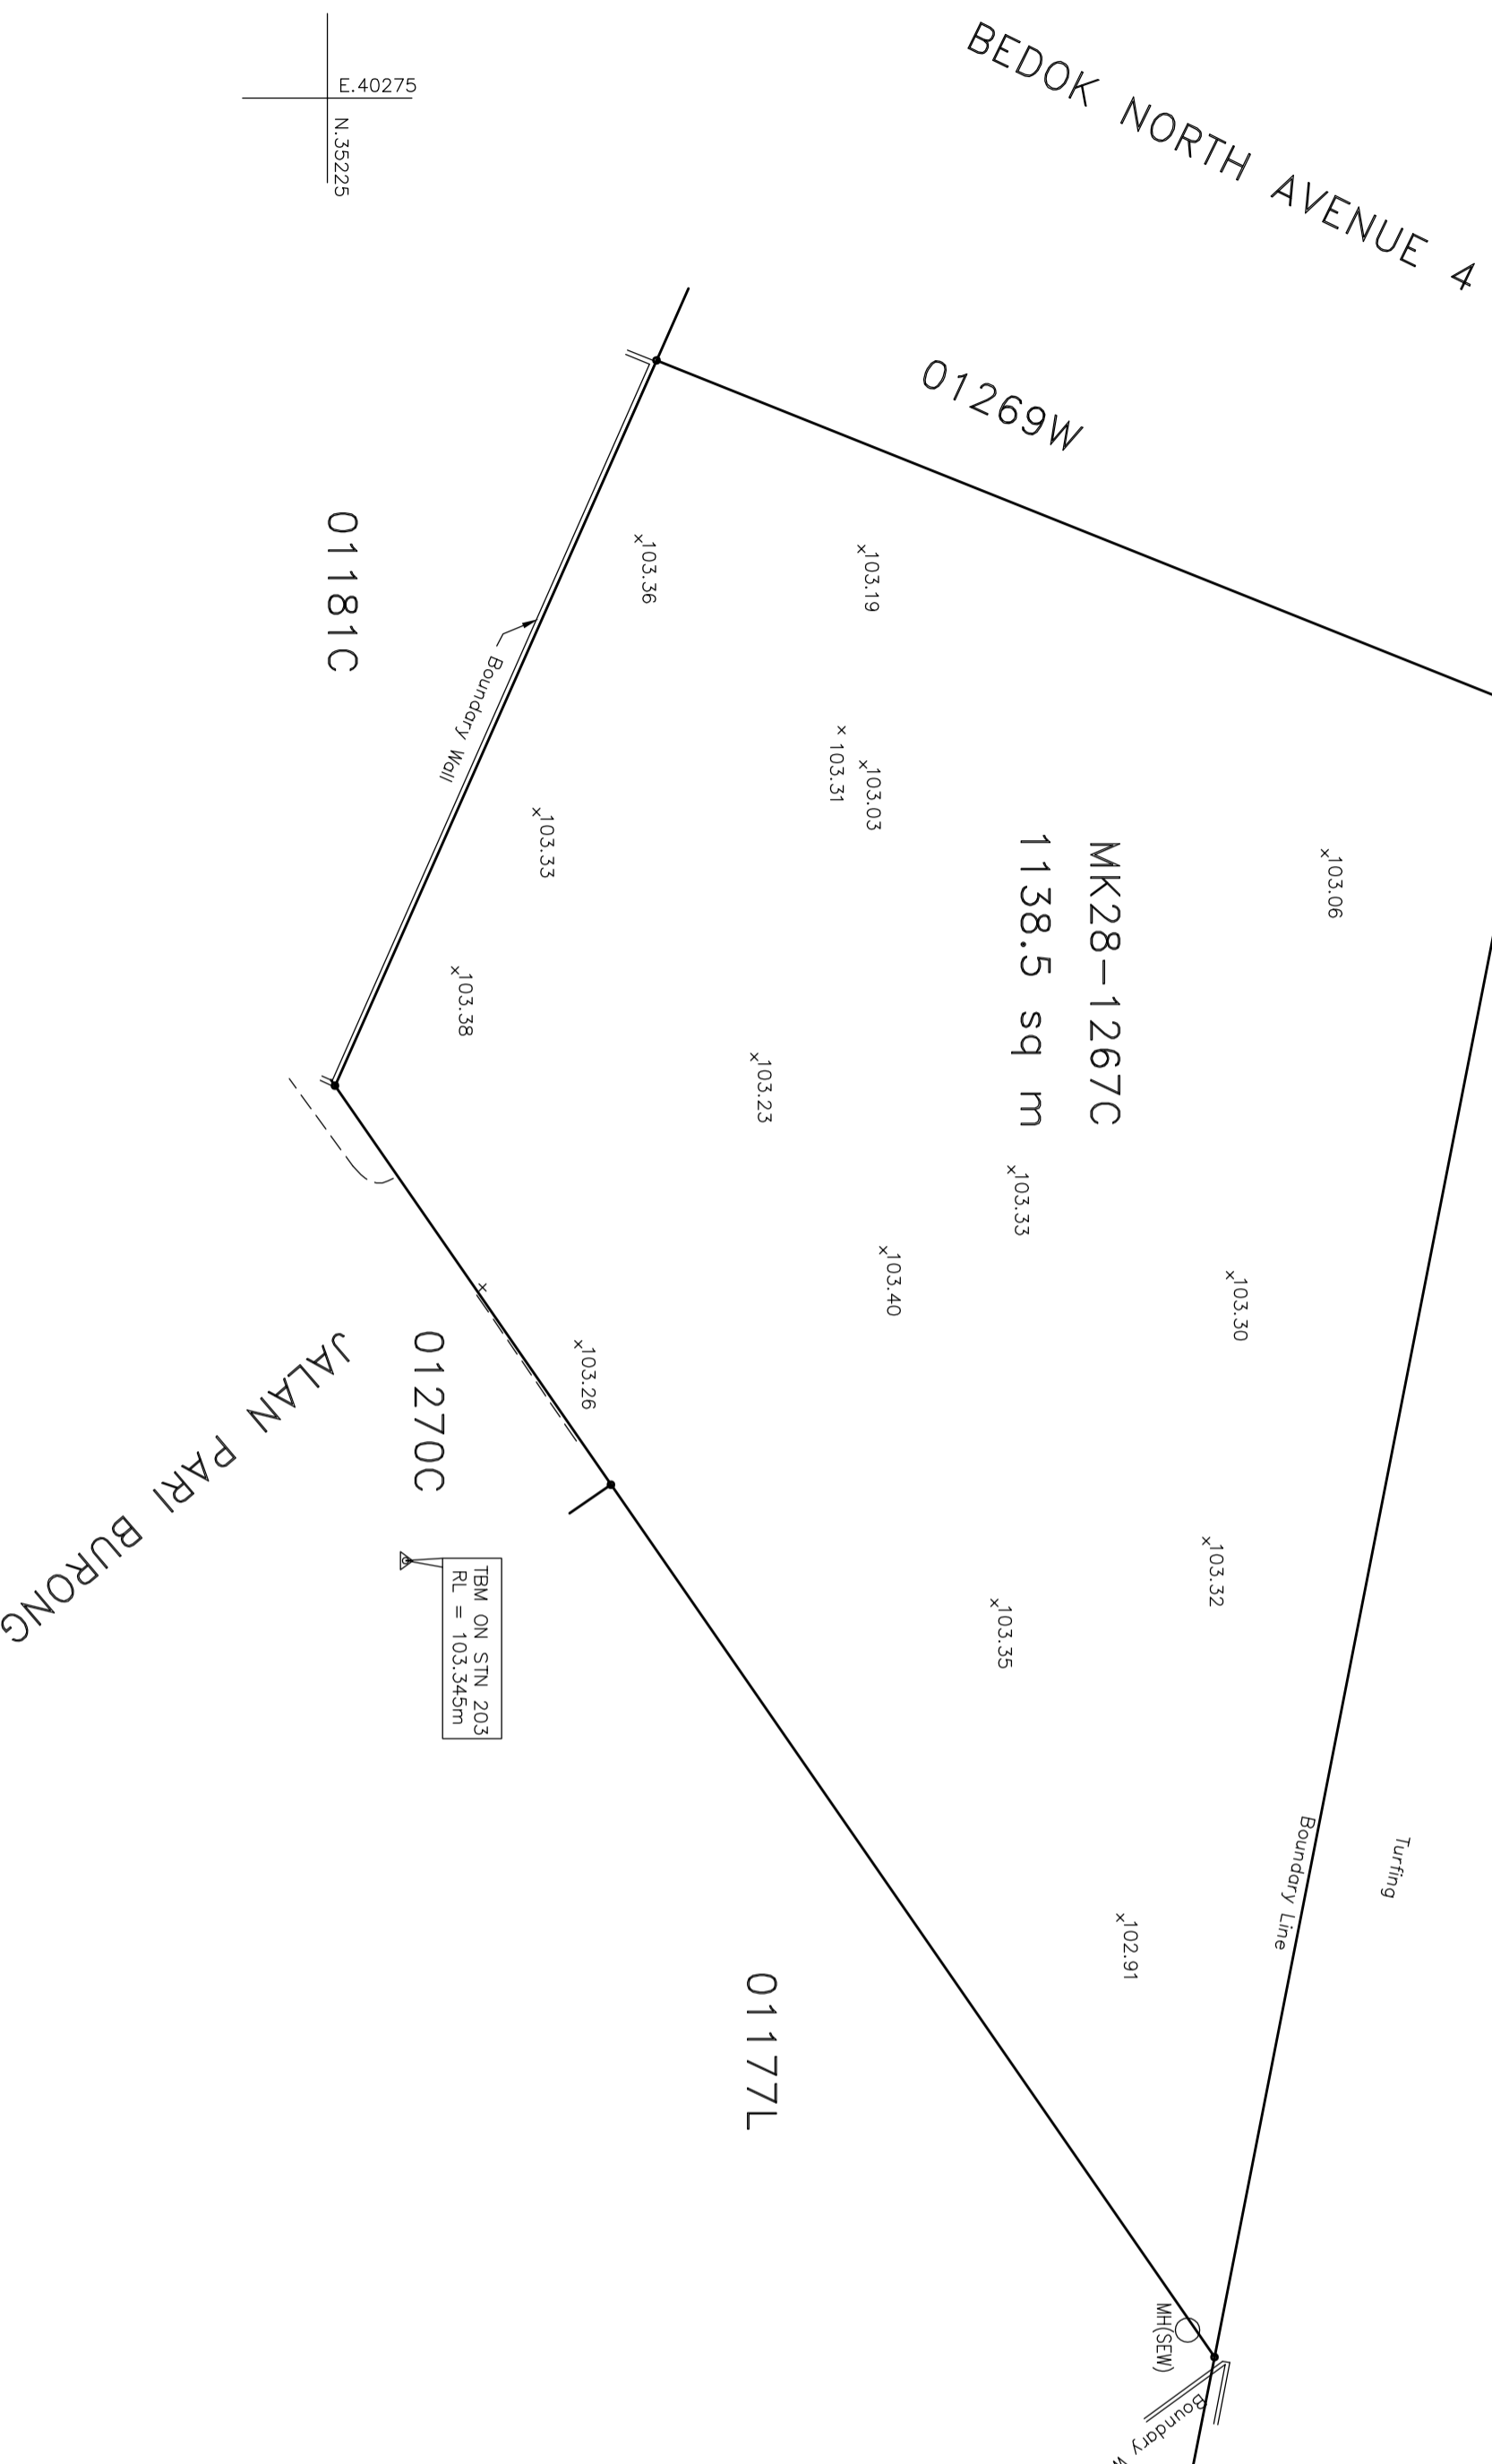 BEDOK NORTH AVENUE 4
E.40275
N.35225
01269W
01181C
Boundary Wall
103.36
103.19
103.31
103.03
103.33
103.06
MK28-1267C
1138.5 sq m
103.38
103.23
103.33
103.40
103.30
103.26
01270C
JALAN PARI BURONG
TBM ON STN 203
RL = 103.345m
103.32
103.35
Boundary Line
Turfing
102.91
01177L
MH(SEW)
Boundary